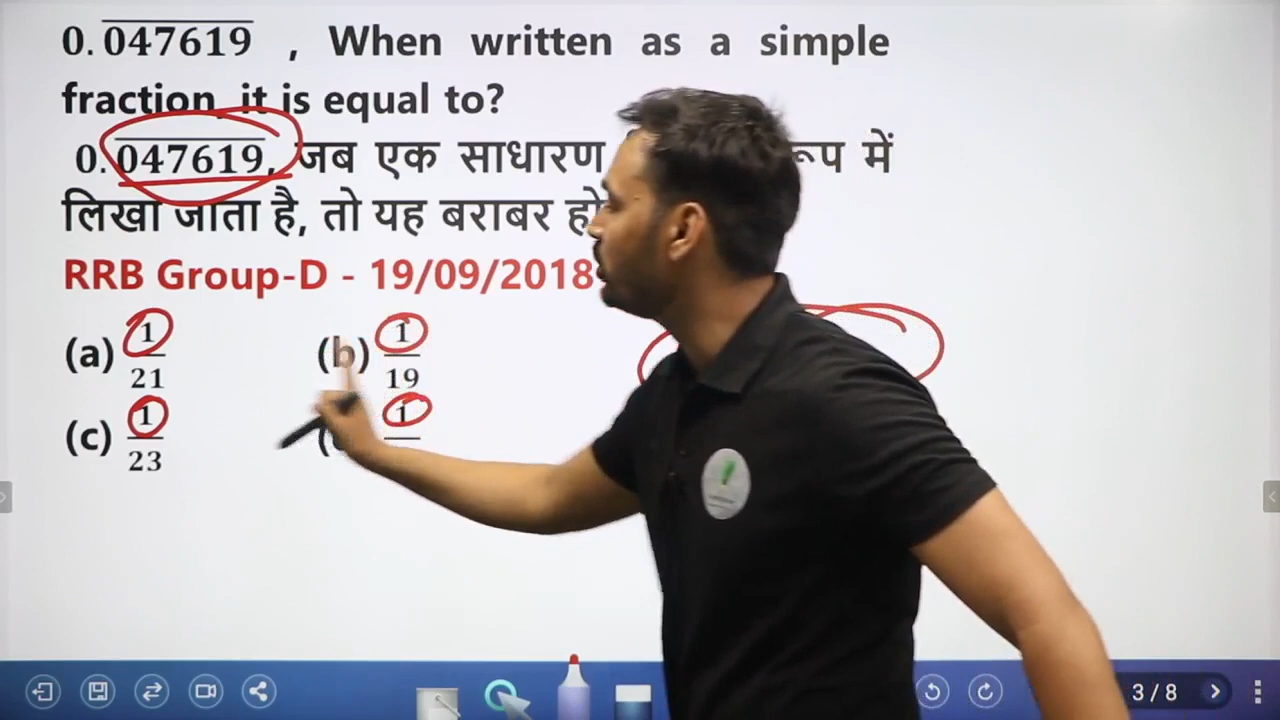 0. 047619 , When written as a simple
fraction, it is equal to?
0. 047619, जब एक साधारण रूप में
लिखा जाता है, तो यह बराबर
RRB Group-D - 19/09/2018
(a) 1/21 (b) 1/19
(c) 1/23 1
3 / 8